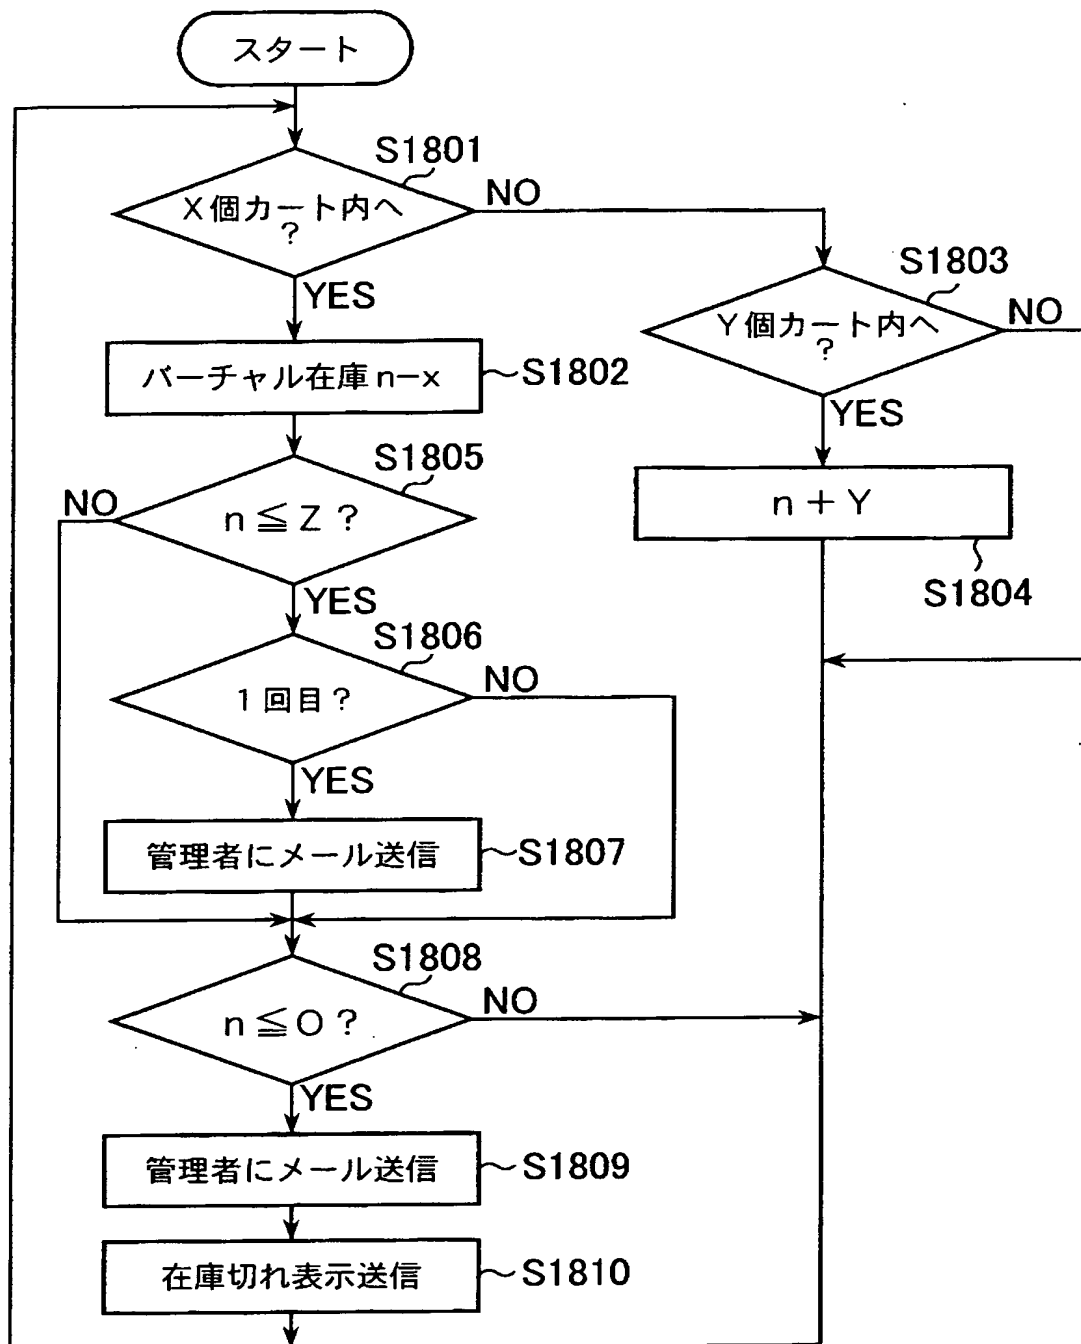 スタート
S1801
X個カート内へ
?
NO
YES
S1803
Y個カート内へ
?
NO
YES
バーチャル在庫n−x
S1802
n+Y
S1804
S1805
n≦Z?
NO
YES
S1806
1回目?
NO
YES
管理者にメール送信
S1807
S1808
n≦O?
NO
YES
管理者にメール送信
S1809
在庫切れ表示送信
S1810